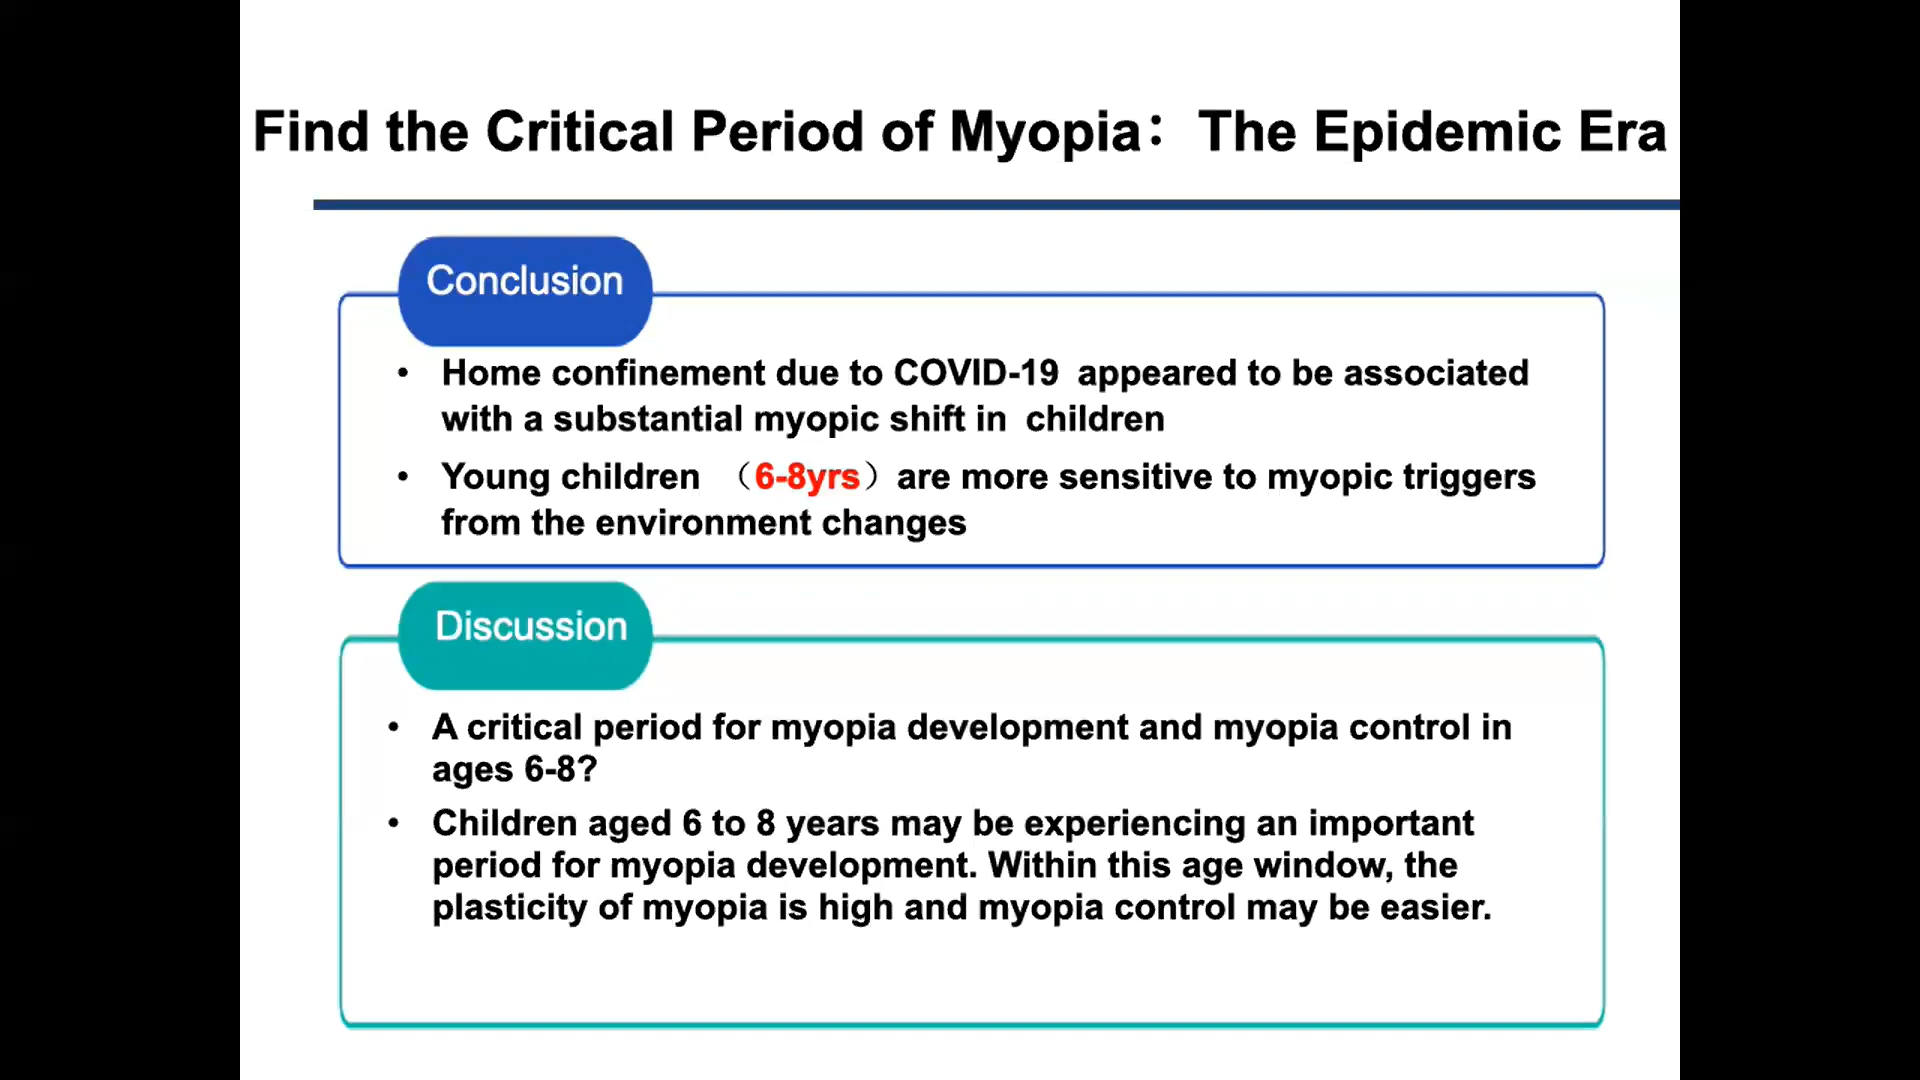 Find the Critical Period of Myopia：The Epidemic Era
Conclusion
• Home confinement due to COVID-19 appeared to be associated
with a substantial myopic shift in children
• Young children （6-8yrs）are more sensitive to myopic triggers
from the environment changes
Discussion
• A critical period for myopia development and myopia control in
ages 6-8?
• Children aged 6 to 8 years may be experiencing an important
period for myopia development. Within this age window, the
plasticity of myopia is high and myopia control may be easier.